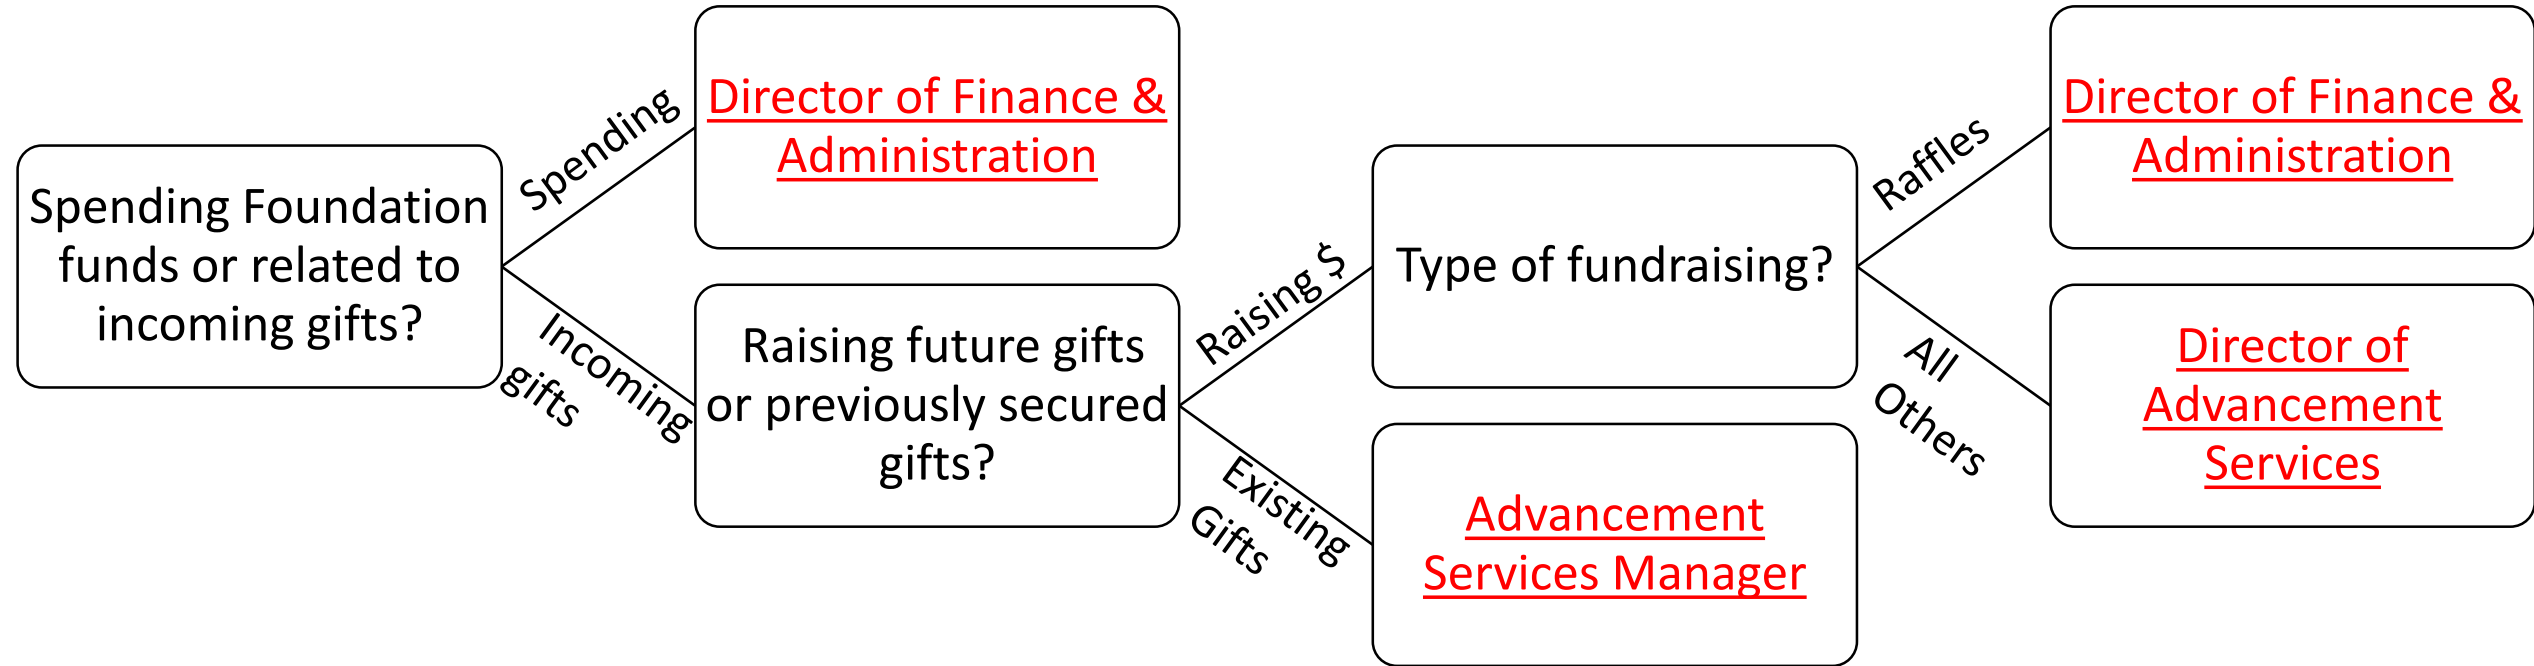 Spending Foundation
funds or related to
incoming gifts?
Spending
Director of Finance &
Administration
Incoming
gifts
Raising future gifts
or previously secured
gifts?
Raising $
Type of fundraising?
Raffles
Director of Finance &
Administration
All
Others
Director of
Advancement
Services
Existing
Gifts
Advancement
Services Manager